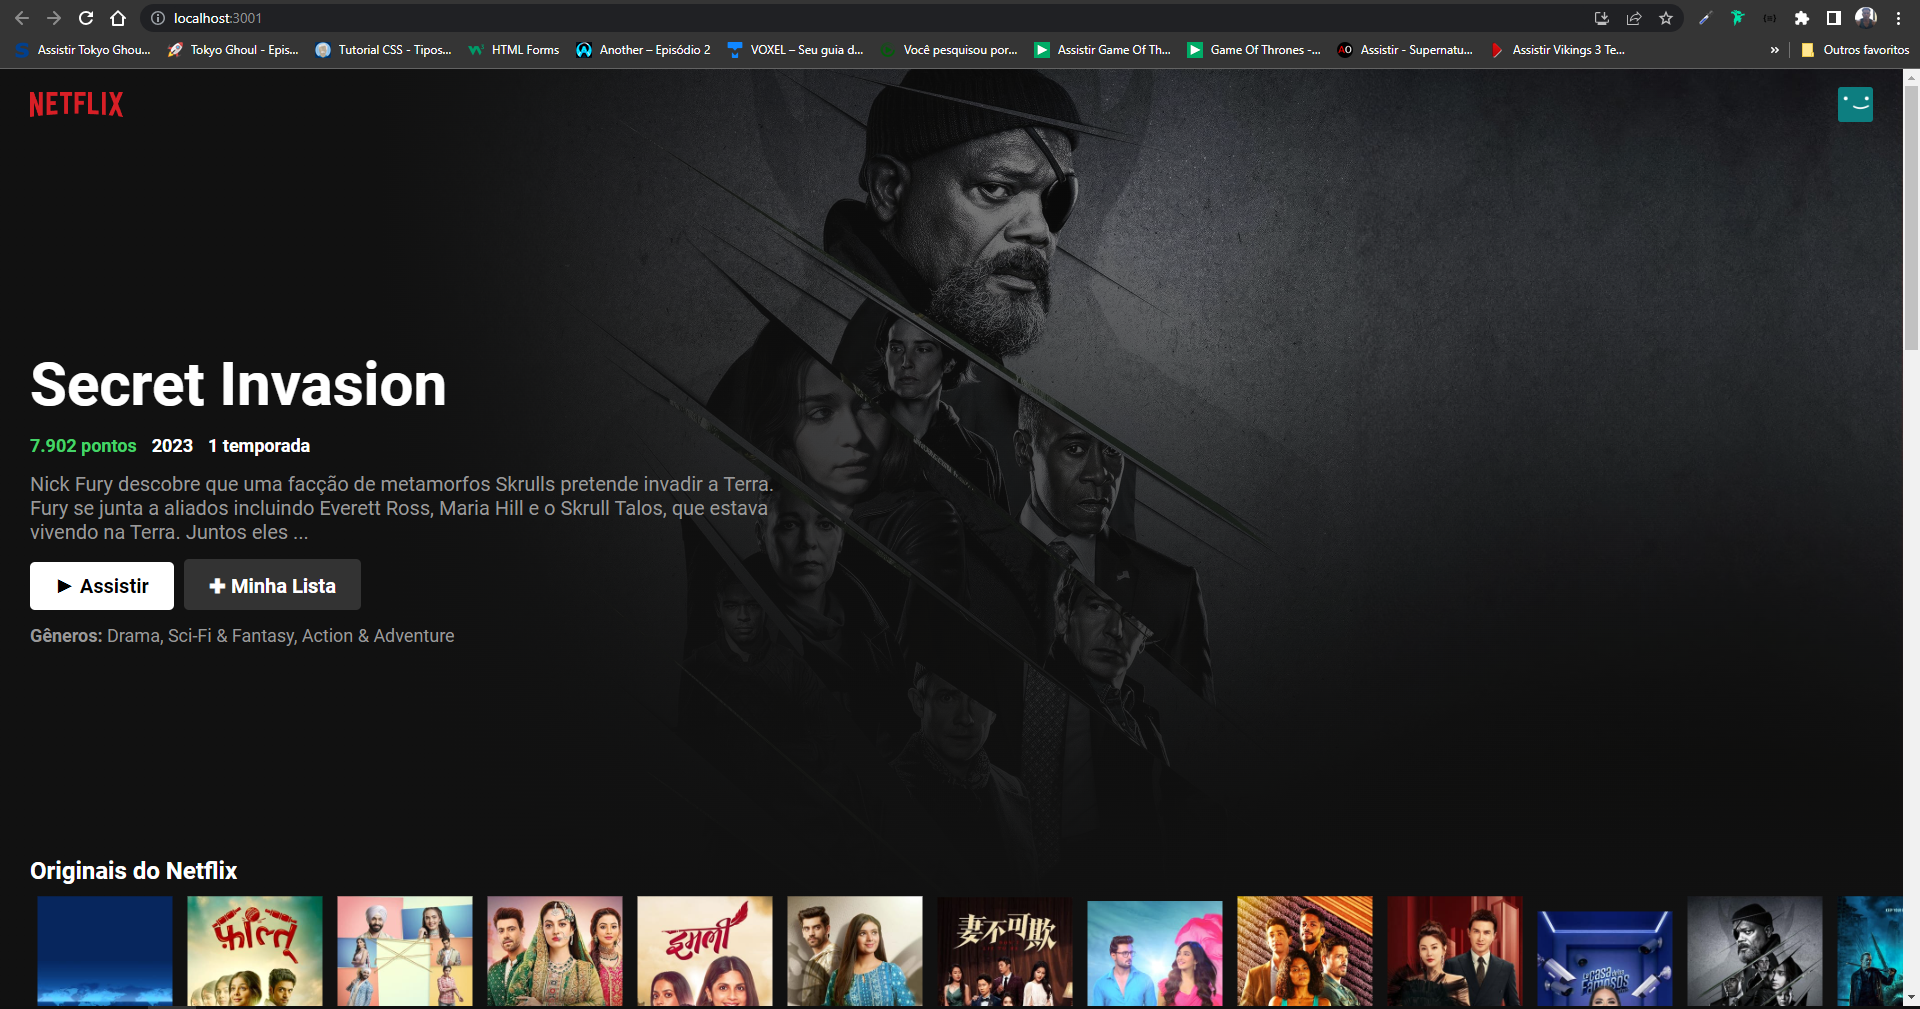 localhost:3001
Assistir Tokyo Ghou...
Tokyo Ghoul - Epis...
Tutorial CSS - Tipos...
HTML Forms
Another – Episódio 2
VOXEL – Seu guia d...
Você pesquisou por...
Assistir Game Of Th...
Game Of Thrones -...
Assistir - Supernatu...
Assistir Vikings 3 Te...
»
Outros favoritos
NETFLIX
Secret Invasion
7.902 pontos 2023 1 temporada
Nick Fury descobre que uma facção de metamorfos Skrulls pretende invadir a Terra.
Fury se junta a aliados incluindo Everett Ross, Maria Hill e o Skrull Talos, que estava
vivendo na Terra. Juntos eles ...
► Assistir
✚ Minha Lista
Gêneros: Drama, Sci-Fi & Fantasy, Action & Adventure
Originais do Netflix
फ़ालतू
इमली
妻不可欺
La casa de los
Famosos